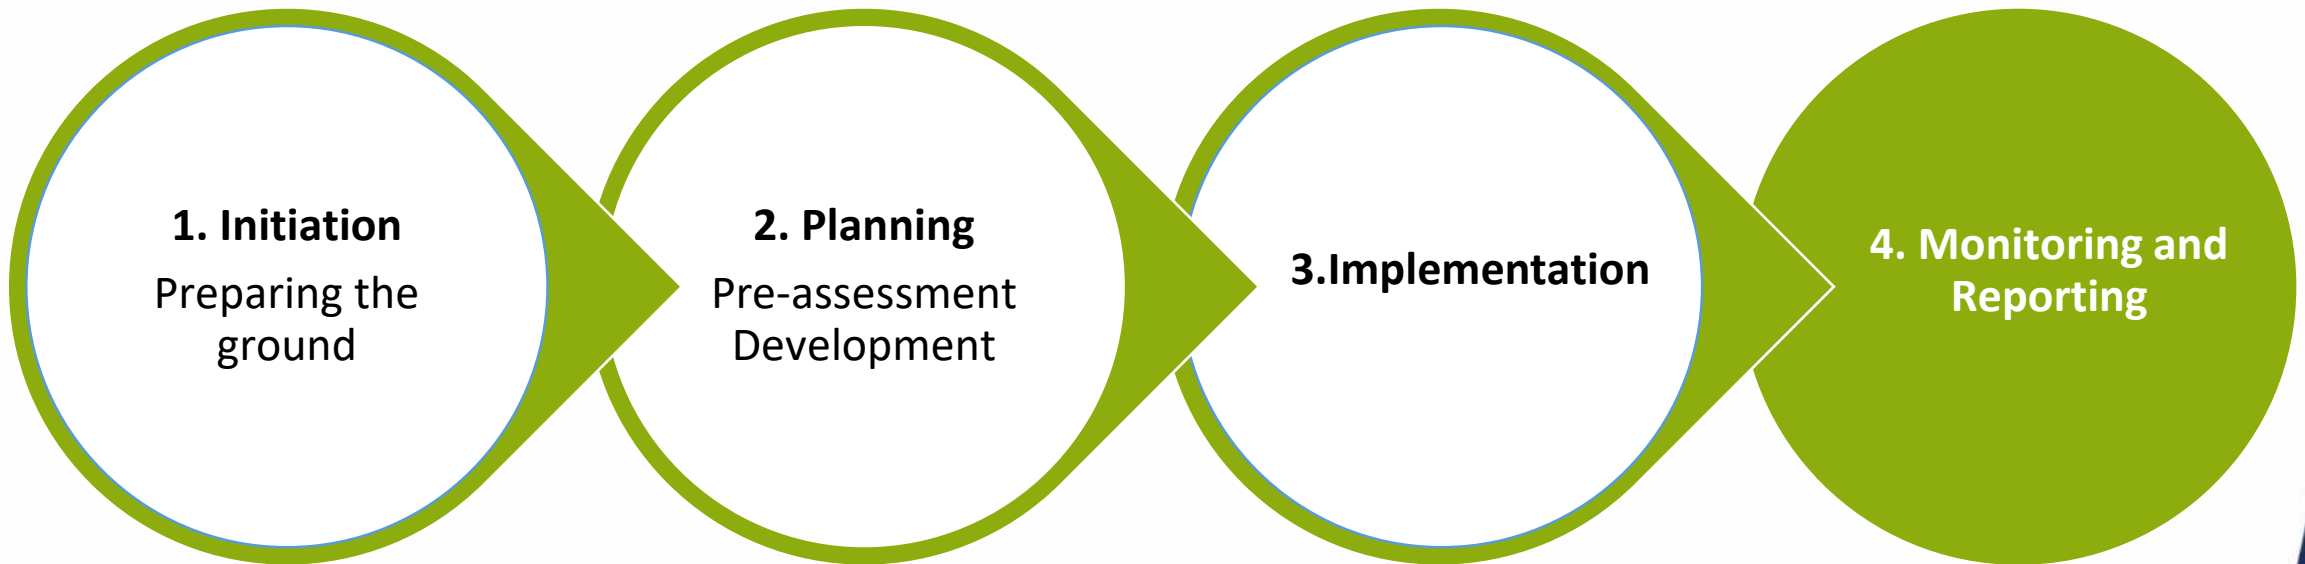 1. Initiation
Preparing the
ground
2. Planning
Pre-assessment
Development
3.Implementation
4. Monitoring and
Reporting